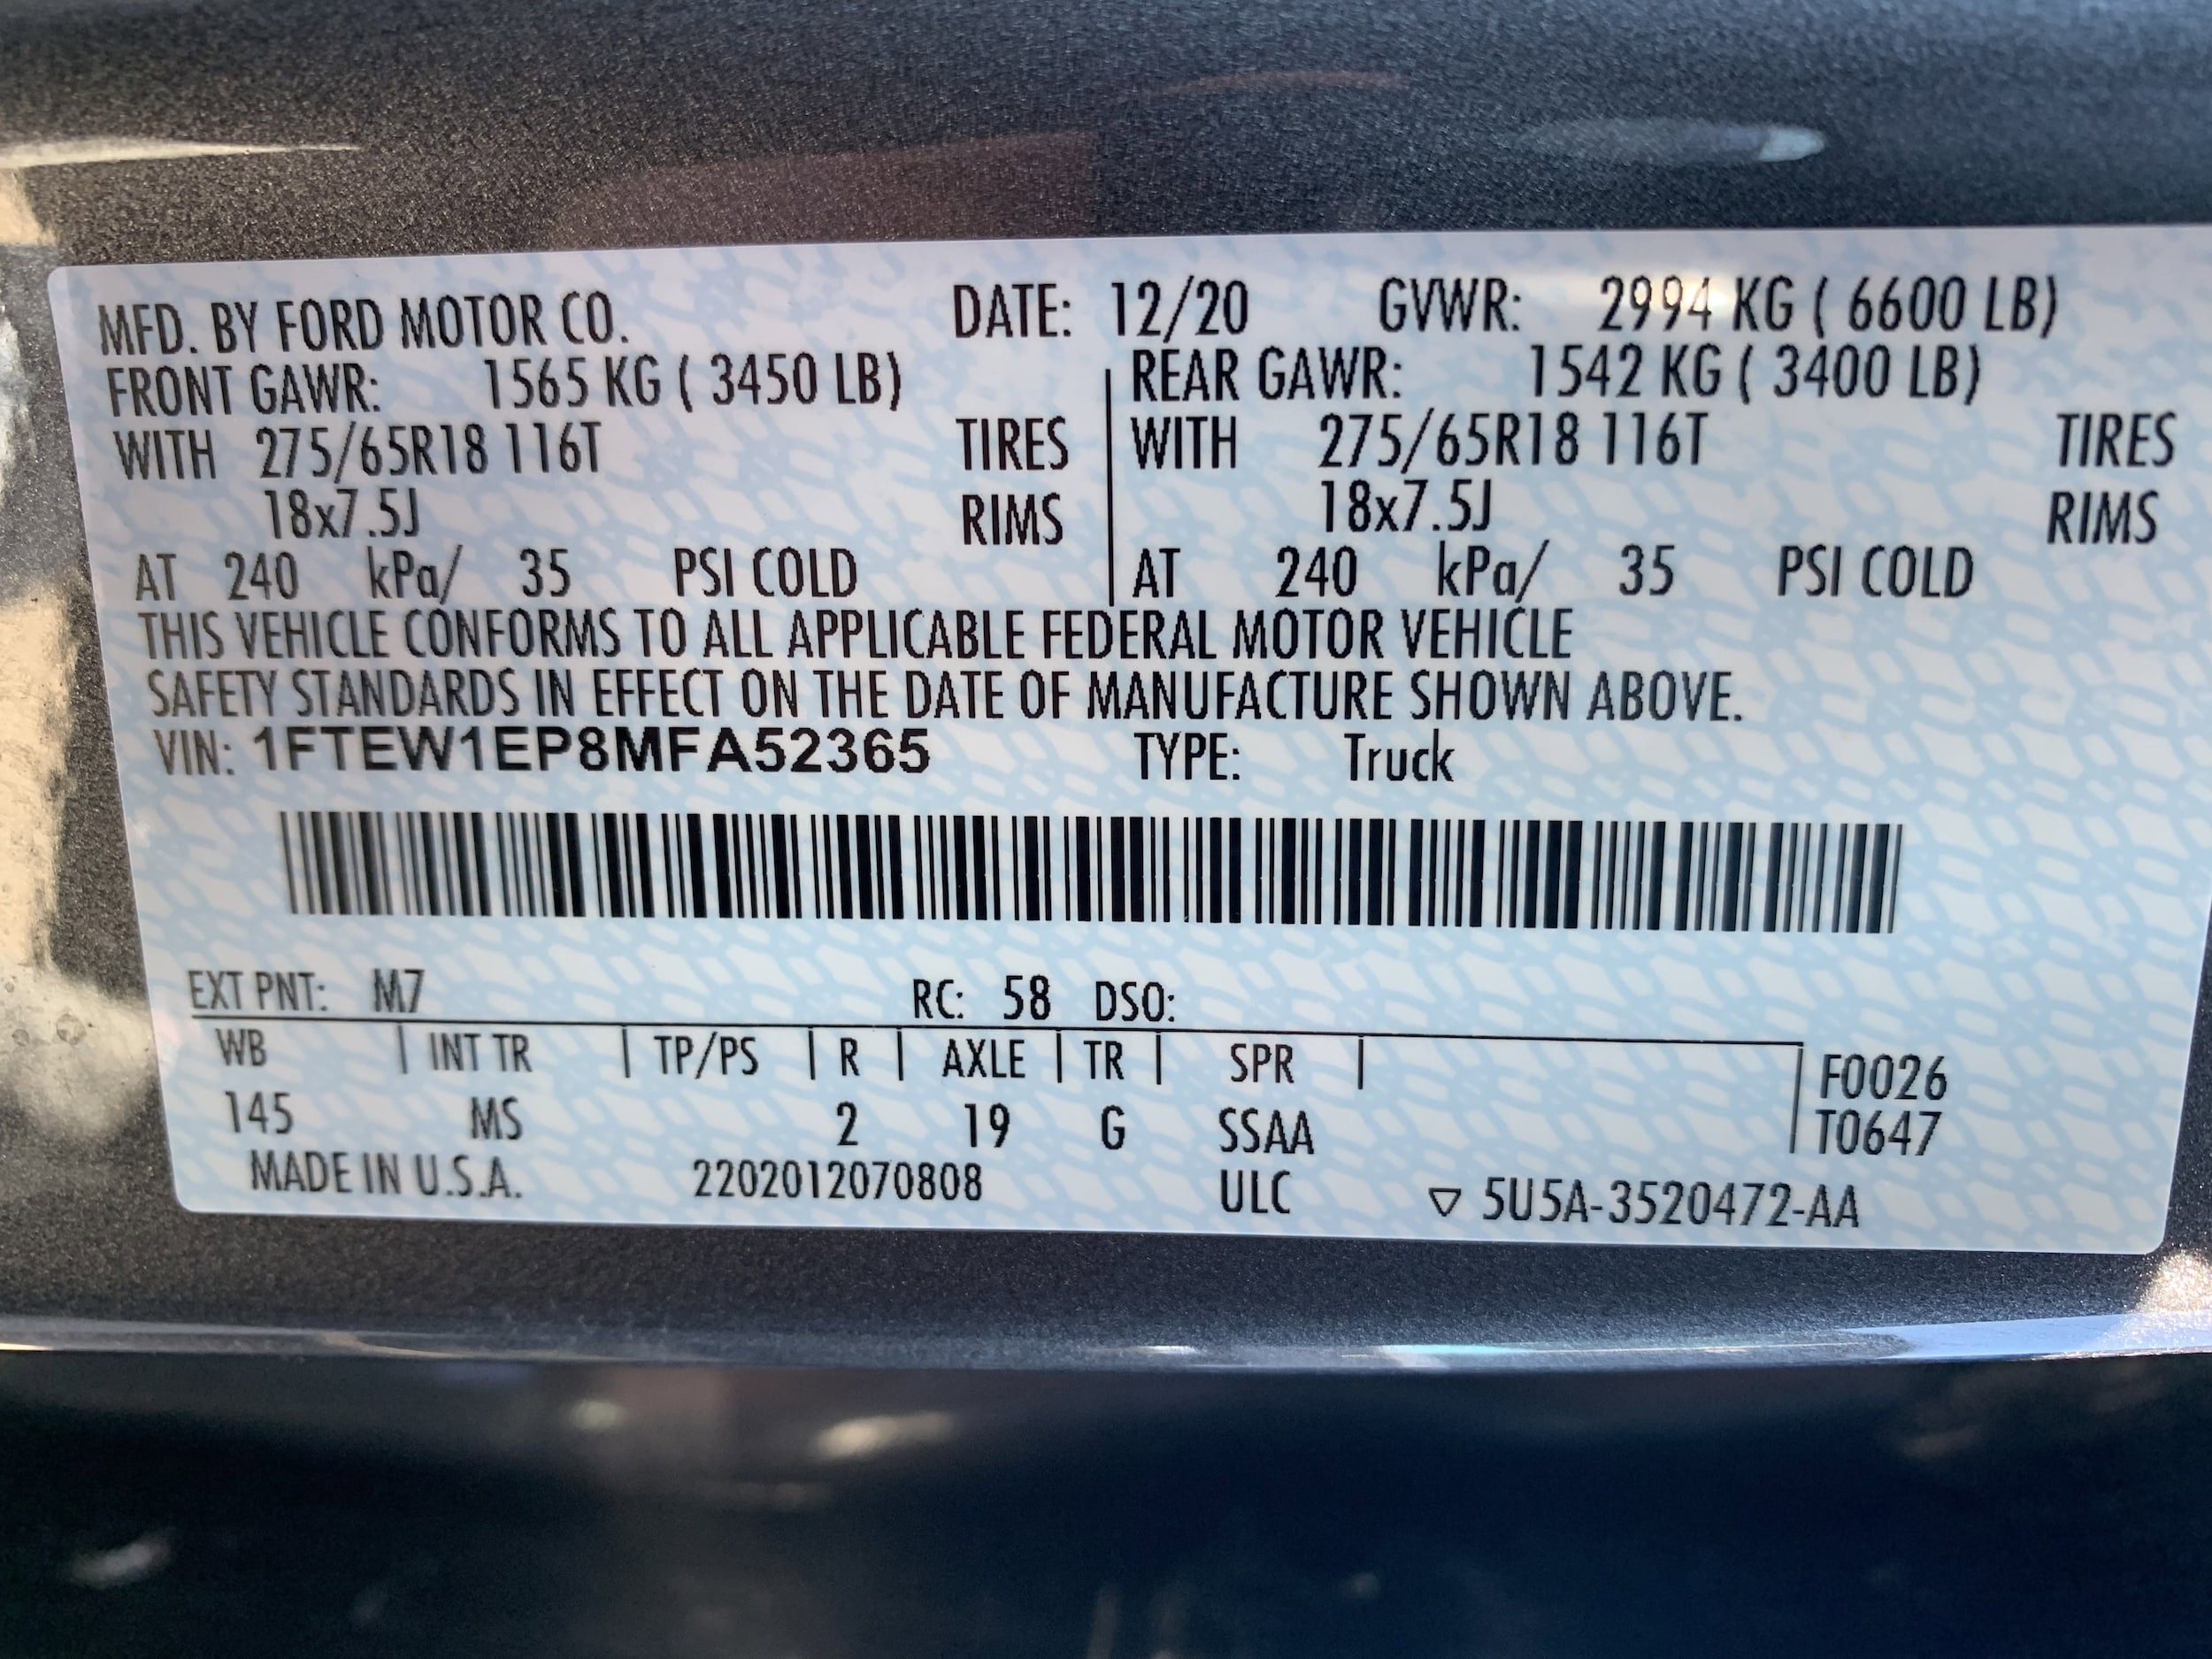 MFD. BY FORD MOTOR CO. DATE: 12/20 GVWR: 2994 KG ( 6600 LB)
FRONT GAWR: 1565 KG ( 3450 LB) REAR GAWR: 1542 KG ( 3400 LB)
WITH 275/65R18 116T TIRES WITH 275/65R18 116T TIRES
18x7.5J RIMS 18x7.5J RIMS
AT 240 kPa/ 35 PSI COLD AT 240 kPa/ 35 PSI COLD
THIS VEHICLE CONFORMS TO ALL APPLICABLE FEDERAL MOTOR VEHICLE
SAFETY STANDARDS IN EFFECT ON THE DATE OF MANUFACTURE SHOWN ABOVE.
VIN: 1FTEW1EP8MFA52365 TYPE: Truck
EXT PNT: M7 RC: 58 DSO:
WB INT TR TP/PS R AXLE TR SPR F0026
145 MS 2 19 G SSAA T0647
MADE IN U.S.A. 2202012070808 ULC ▽ 5U5A-3520472-AA